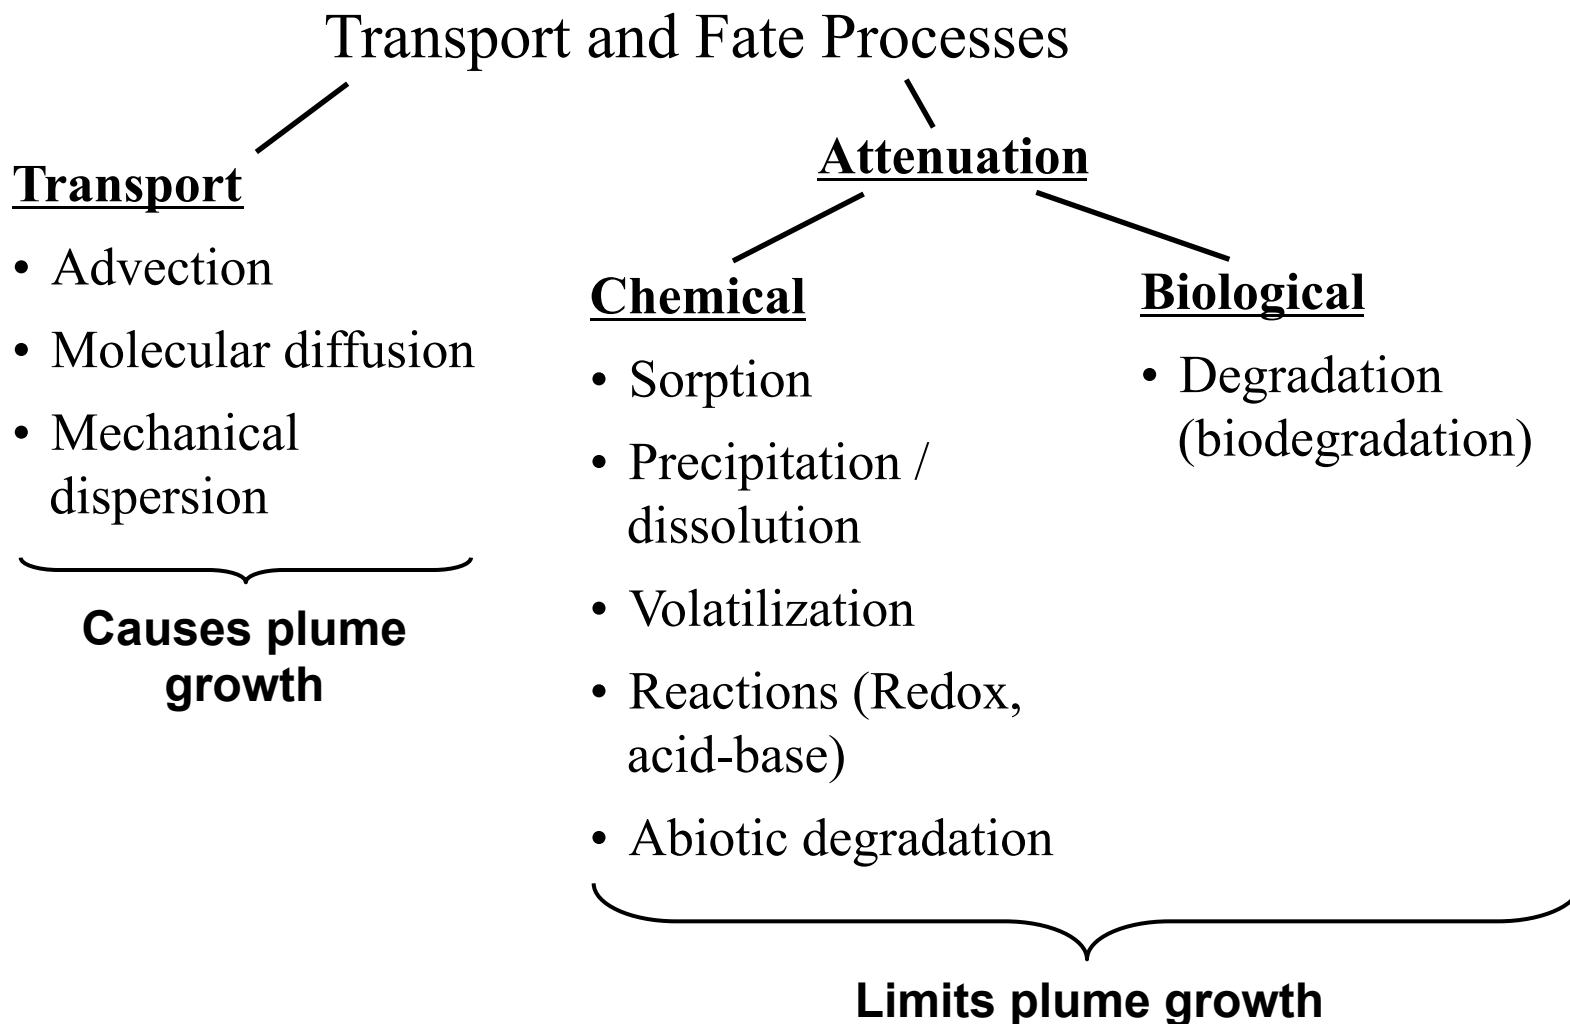 Transport and Fate Processes
Transport
• Advection
• Molecular diffusion
• Mechanical
dispersion
Causes plume
growth
Attenuation
Chemical
• Sorption
• Precipitation /
dissolution
• Volatilization
• Reactions (Redox,
acid-base)
• Abiotic degradation
Biological
• Degradation
(biodegradation)
Limits plume growth